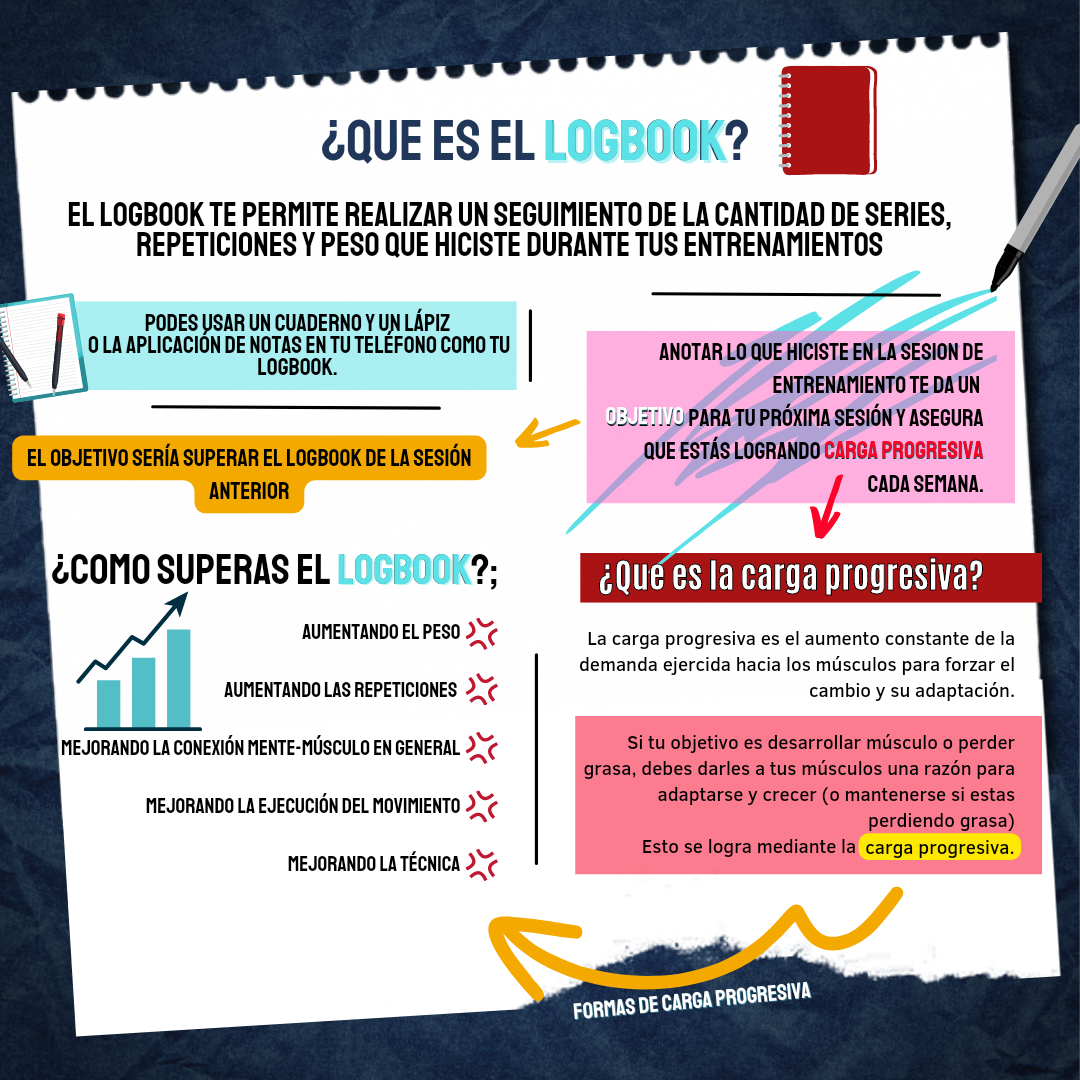 ¿QUE ES EL LOGBOOK?
EL LOGBOOK TE PERMITE REALIZAR UN SEGUIMIENTO DE LA CANTIDAD DE SERIES,
REPETICIONES Y PESO QUE HICISTE DURANTE TUS ENTRENAMIENTOS
PODES USAR UN CUADERNO Y UN LÁPIZ
O LA APLICACIÓN DE NOTAS EN TU TELÉFONO COMO TU
LOGBOOK.
ANOTAR LO QUE HICISTE EN LA SESION DE
ENTRENAMIENTO TE DA UN
OBJETIVO PARA TU PRÓXIMA SESIÓN Y ASEGURA
QUE ESTÁS LOGRANDO CARGA PROGRESIVA
CADA SEMANA.
EL OBJETIVO SERÍA SUPERAR EL LOGBOOK DE LA SESIÓN
ANTERIOR
¿COMO SUPERAS EL LOGBOOK?;
AUMENTANDO EL PESO
AUMENTANDO LAS REPETICIONES
MEJORANDO LA CONEXIÓN MENTE-MÚSCULO EN GENERAL
MEJORANDO LA EJECUCIÓN DEL MOVIMIENTO
MEJORANDO LA TÉCNICA
¿Qué es la carga progresiva?
La carga progresiva es el aumento constante de la
demanda ejercida hacia los músculos para forzar el
cambio y su adaptación.
Si tu objetivo es desarrollar músculo o perder
grasa, debes darles a tus músculos una razón para
adaptarse y crecer (o mantenerse si estas
perdiendo grasa)
Esto se logra mediante la carga progresiva.
FORMAS DE CARGA PROGRESIVA